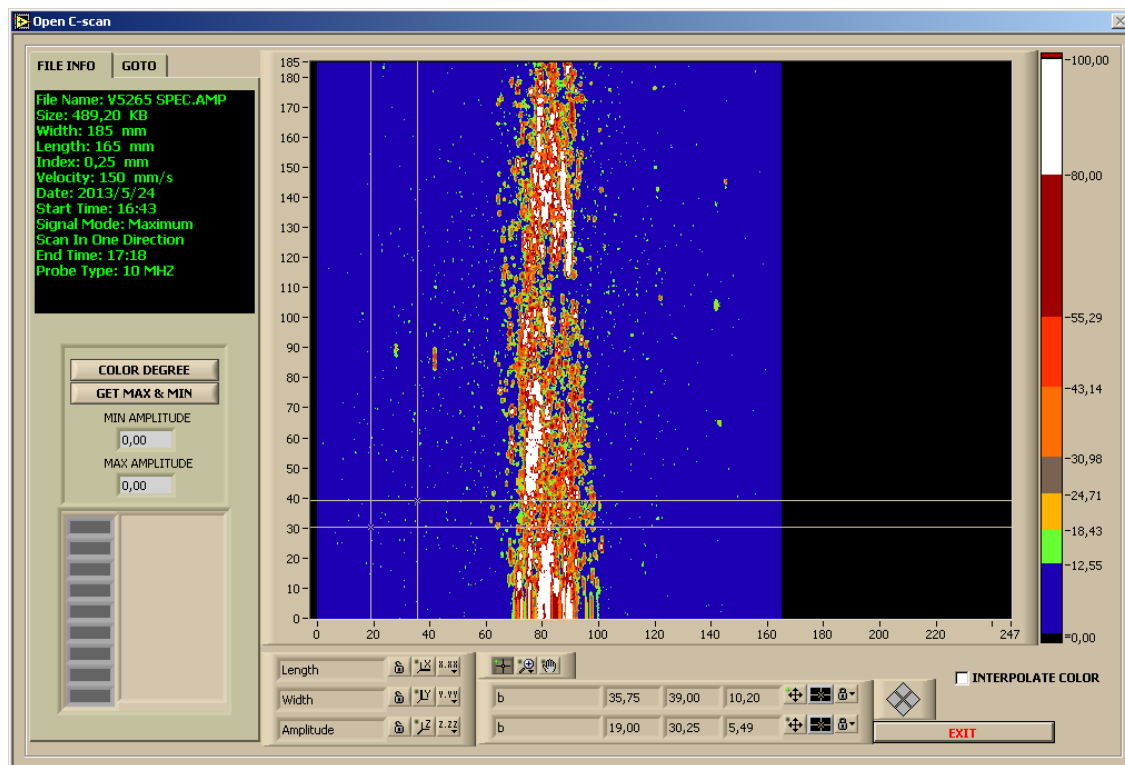 Open C-scan
FILE INFO
GOTO
File Name: V5265 SPEC.AMP
Size: 489,20 KB
Width: 185 mm
Length: 165 mm
Index: 0,25 mm
Velocity: 150 mm/s
Date: 2013/5/24
Start Time: 16:43
Signal Mode: Maximum
Scan In One Direction
End Time: 17:18
Probe Type: 10 MHZ
COLOR DEGREE
GET MAX & MIN
MIN AMPLITUDE
0,00
MAX AMPLITUDE
0,00
185
180
170
160
150
140
130
120
110
100
90
80
70
60
50
40
30
20
10
0
0 20 40 60 80 100 120 140 160 180 200 220 247
100,00
80,00
55,29
43,14
30,98
24,71
18,43
12,55
0,00
Length X X.XX
Width Y Y.YY
Amplitude Z Z.ZZ
b 35,75 39,00 10,20
b 19,00 30,25 5,49
INTERPOLATE COLOR
EXIT